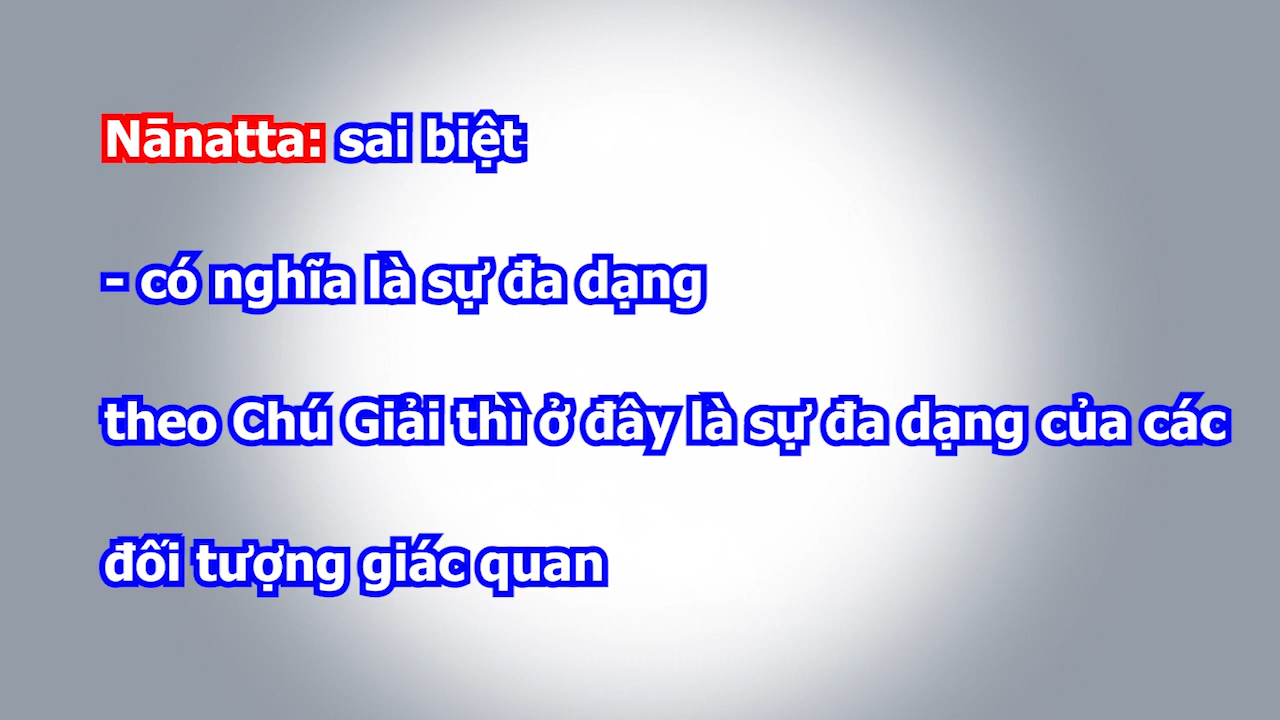 Nānatta: sai biệt
- có nghĩa là sự đa dạng
theo Chú Giải thì ở đây là sự đa dạng của các
đối tượng giác quan